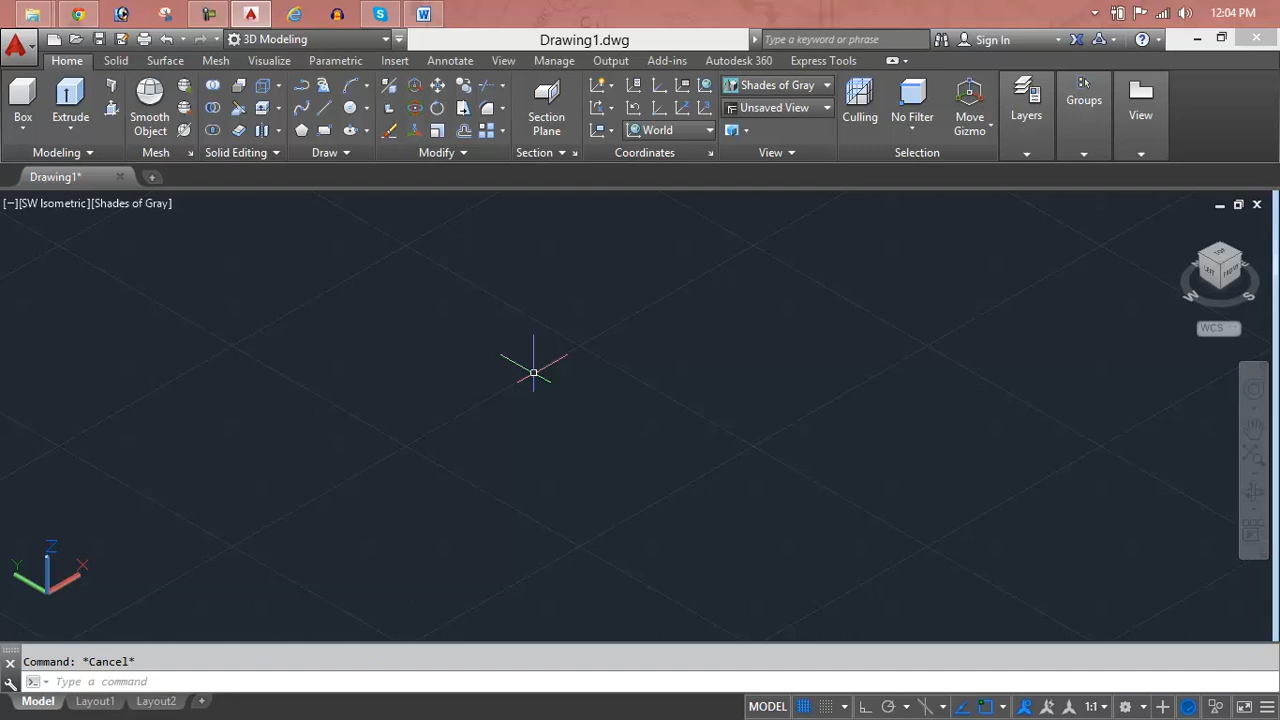 12:04 PM
3D Modeling
Drawing1.dwg
Type a keyword or phrase
Sign In
Home Solid Surface Mesh Visualize Parametric Insert Annotate View Manage Output Add-ins Autodesk 360 Express Tools
Box Extrude Smooth Object Section Plane Shades of Gray Unsaved View World Culling No Filter Move Gizmo Layers Groups View
Modeling Mesh Solid Editing Draw Modify Section Coordinates View Selection
Drawing1*
[−][SW Isometric][Shades of Gray]
TOP
LEFT FRONT
W S
WCS
Z
Y X
Command: *Cancel*
Type a command
Model Layout1 Layout2 MODEL 1:1